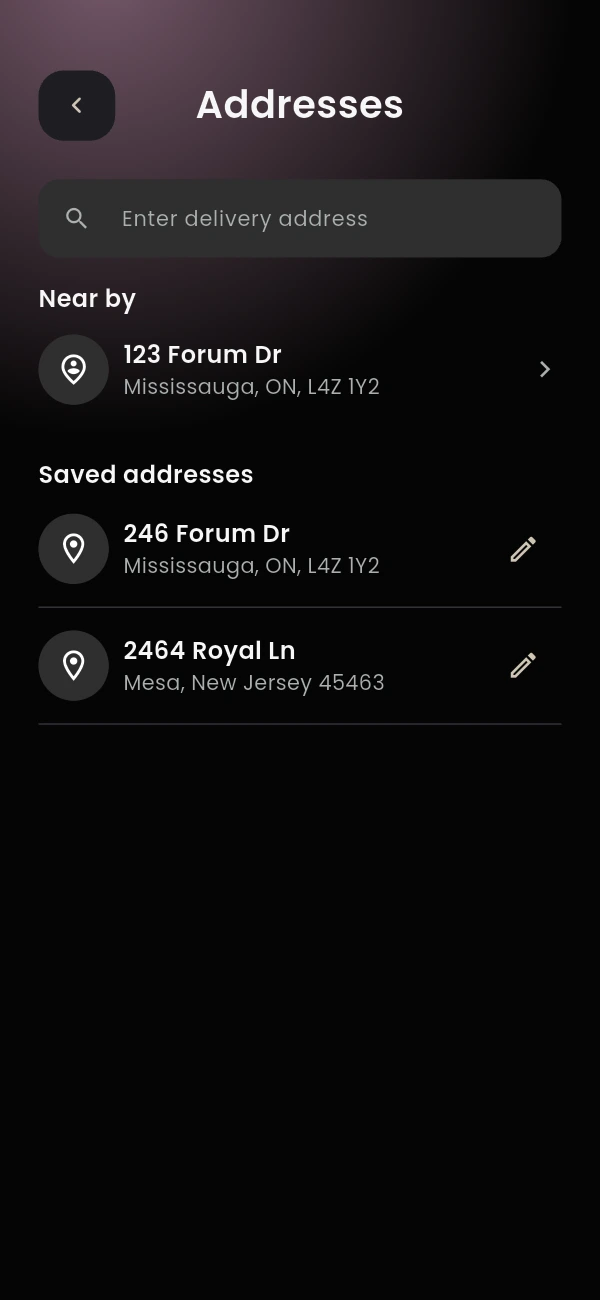 Addresses
Enter delivery address
Near by
123 Forum Dr
Mississauga, ON, L4Z 1Y2
Saved addresses
246 Forum Dr
Mississauga, ON, L4Z 1Y2
2464 Royal Ln
Mesa, New Jersey 45463